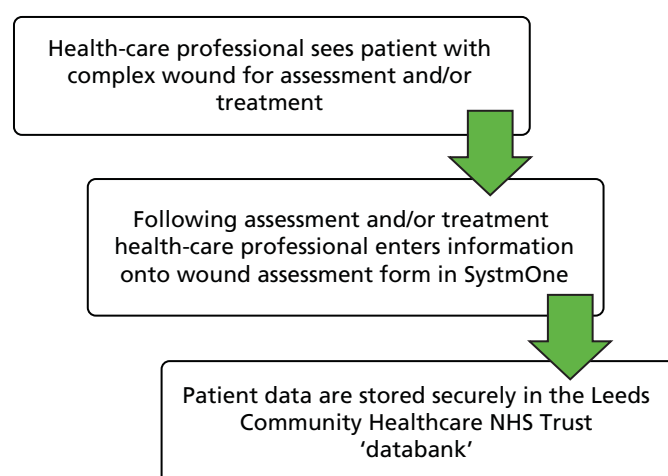 Health-care professional sees patient with
complex wound for assessment and/or
treatment
Following assessment and/or treatment
health-care professional enters information
onto wound assessment form in SystmOne
Patient data are stored securely in the Leeds
Community Healthcare NHS Trust
‘databank’